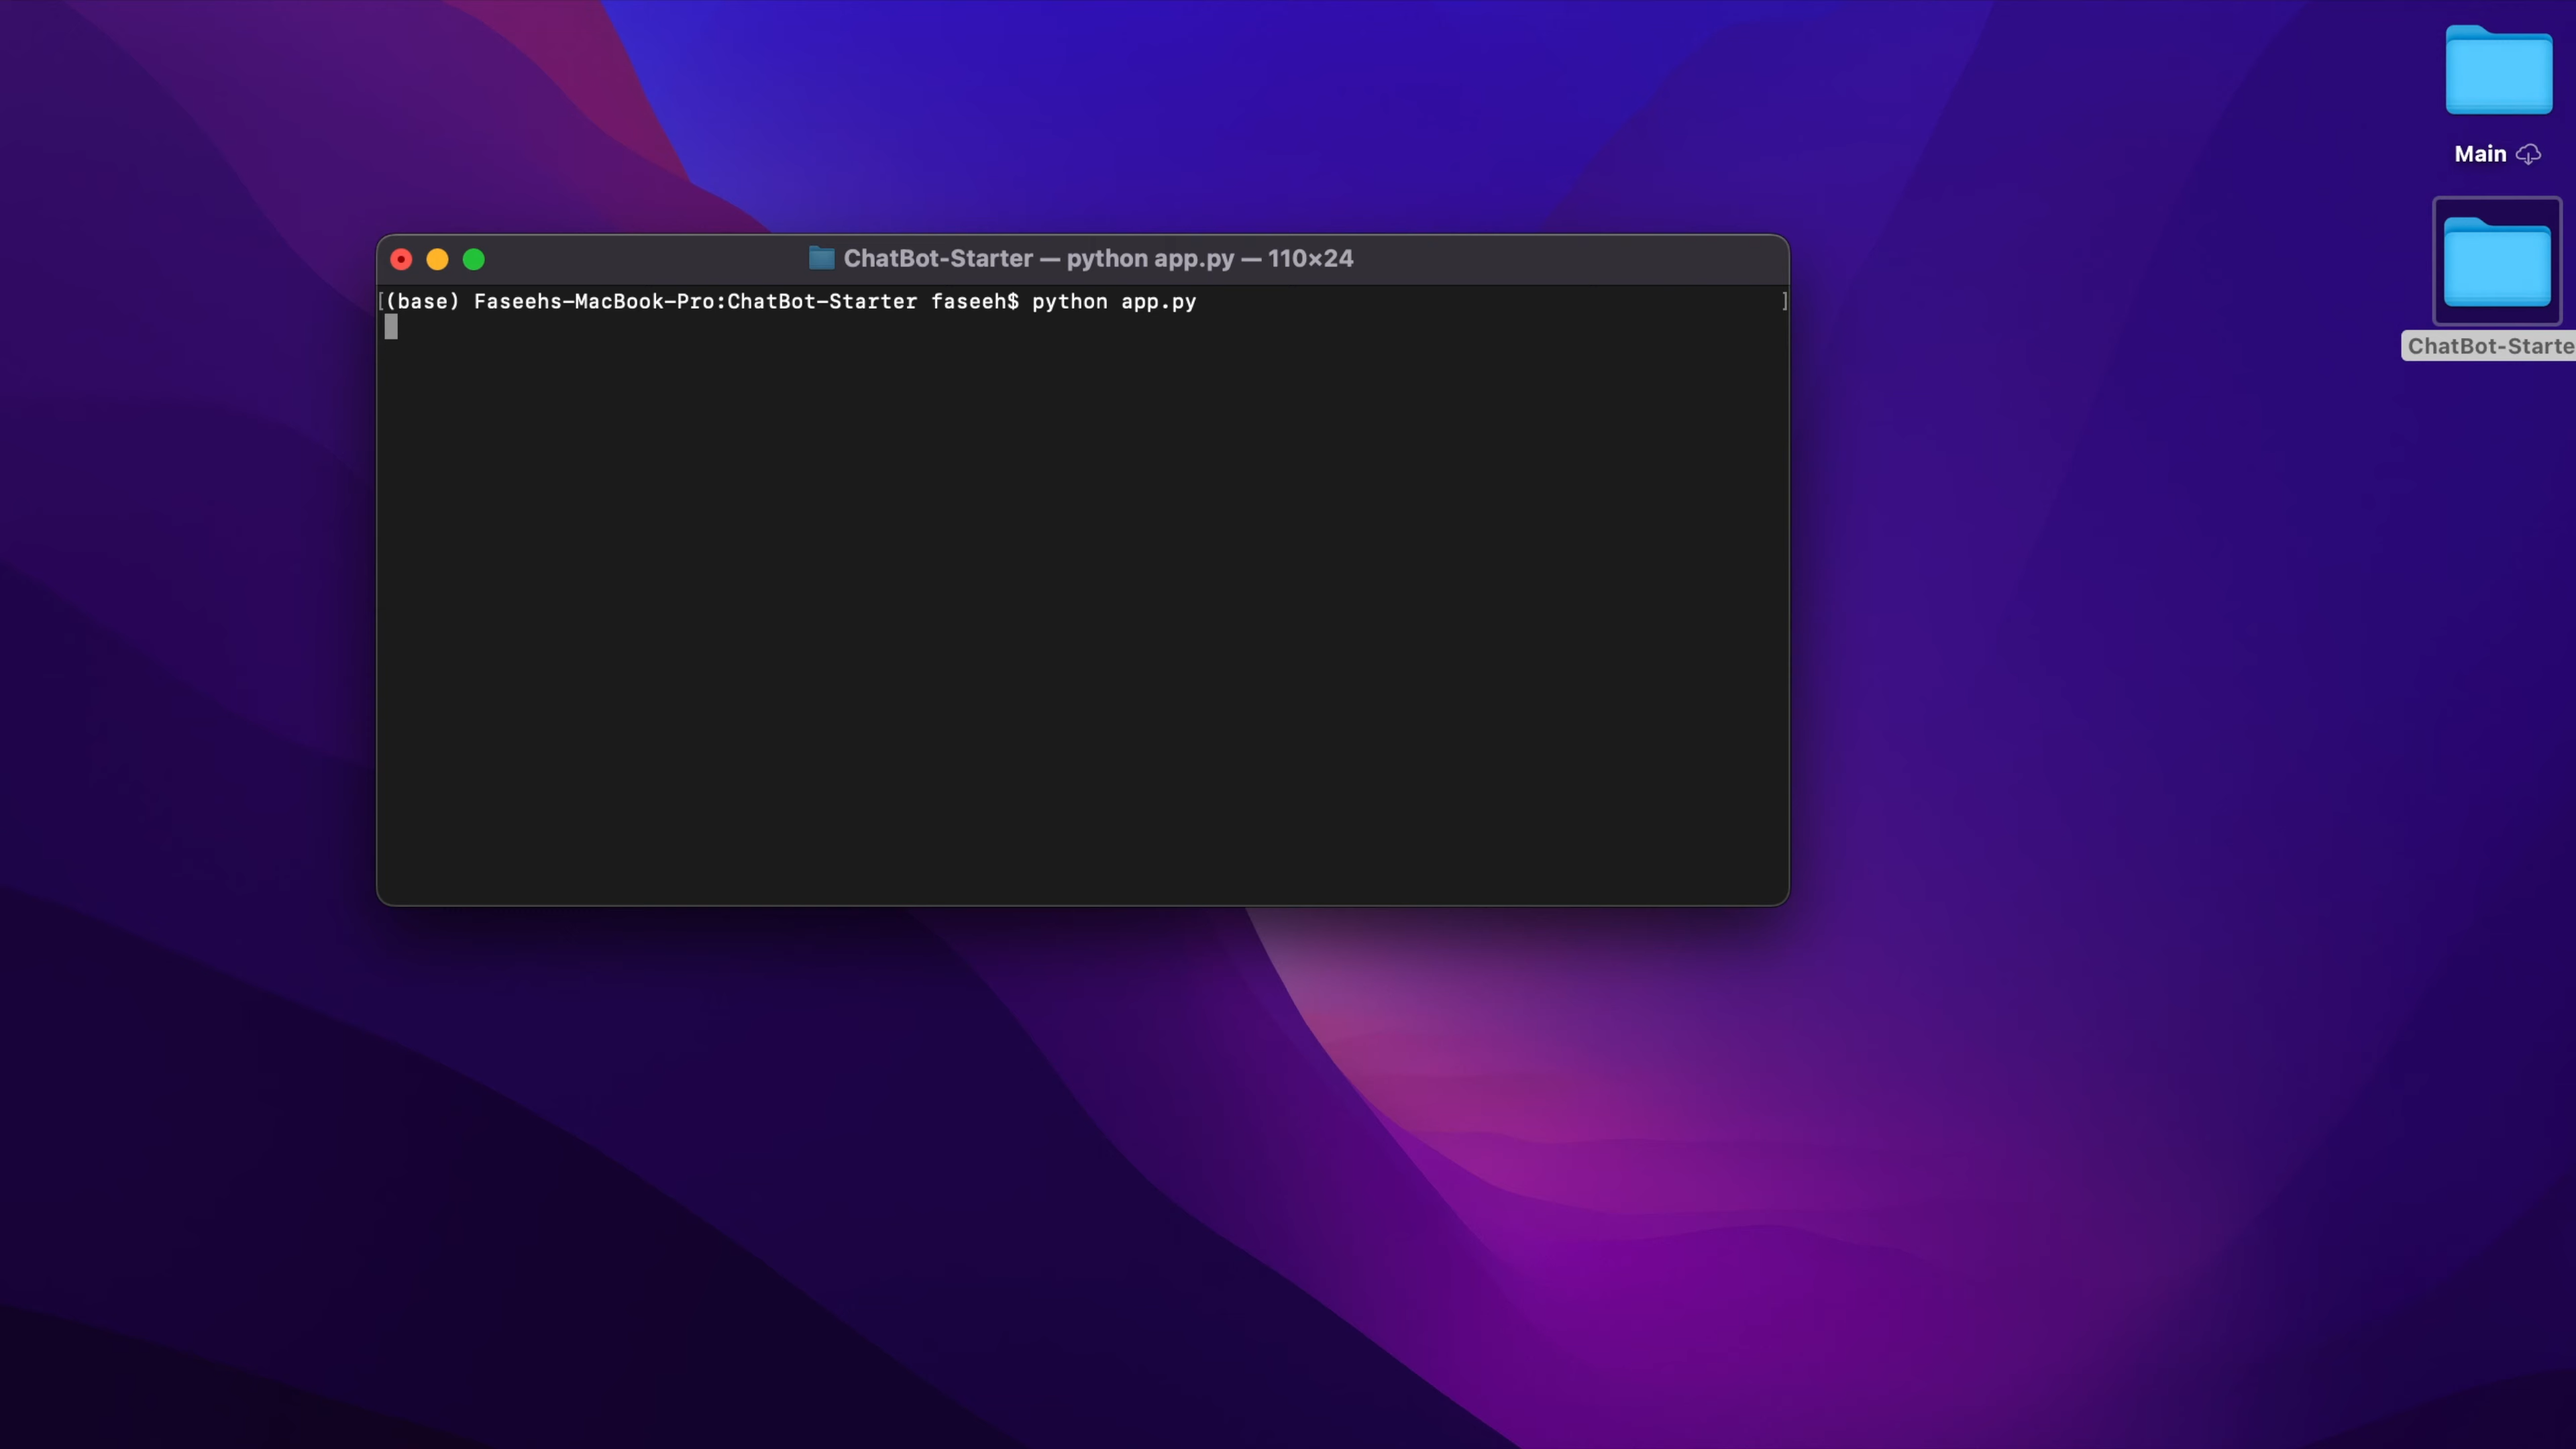 Main
ChatBot-Starte
ChatBot-Starter — python app.py — 110×24
[(base) Faseehs-MacBook-Pro:ChatBot-Starter faseeh$ python app.py ]